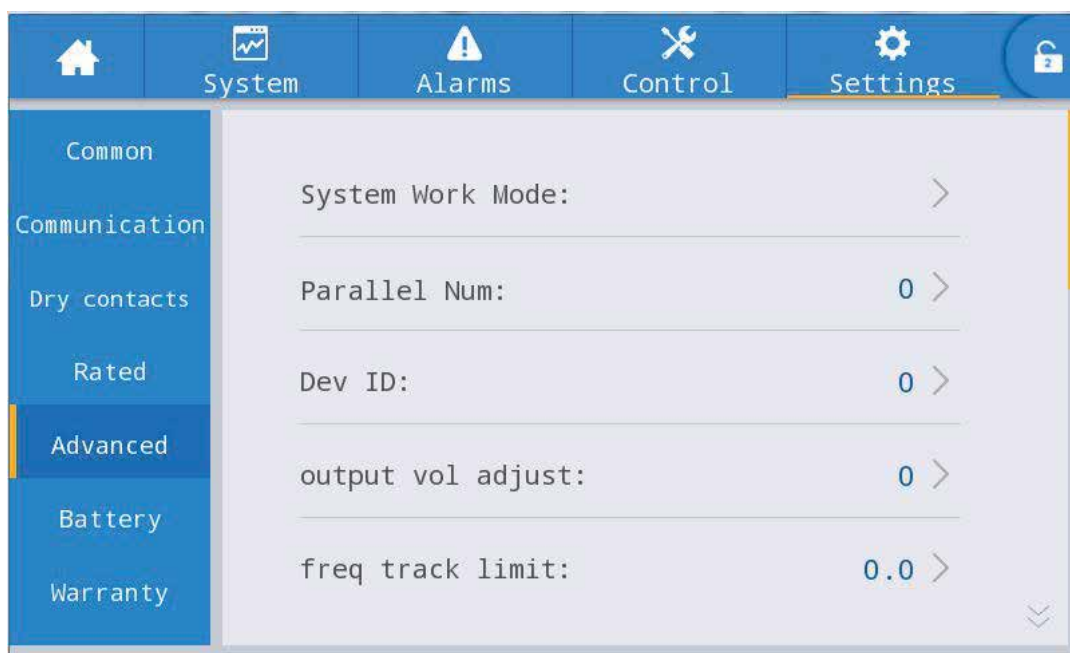 System
Alarms
Control
Settings
2
Common
Communication
Dry contacts
Rated
Advanced
Battery
Warranty
System Work Mode:
Parallel Num: 0
Dev ID: 0
output vol adjust: 0
freq track limit: 0.0